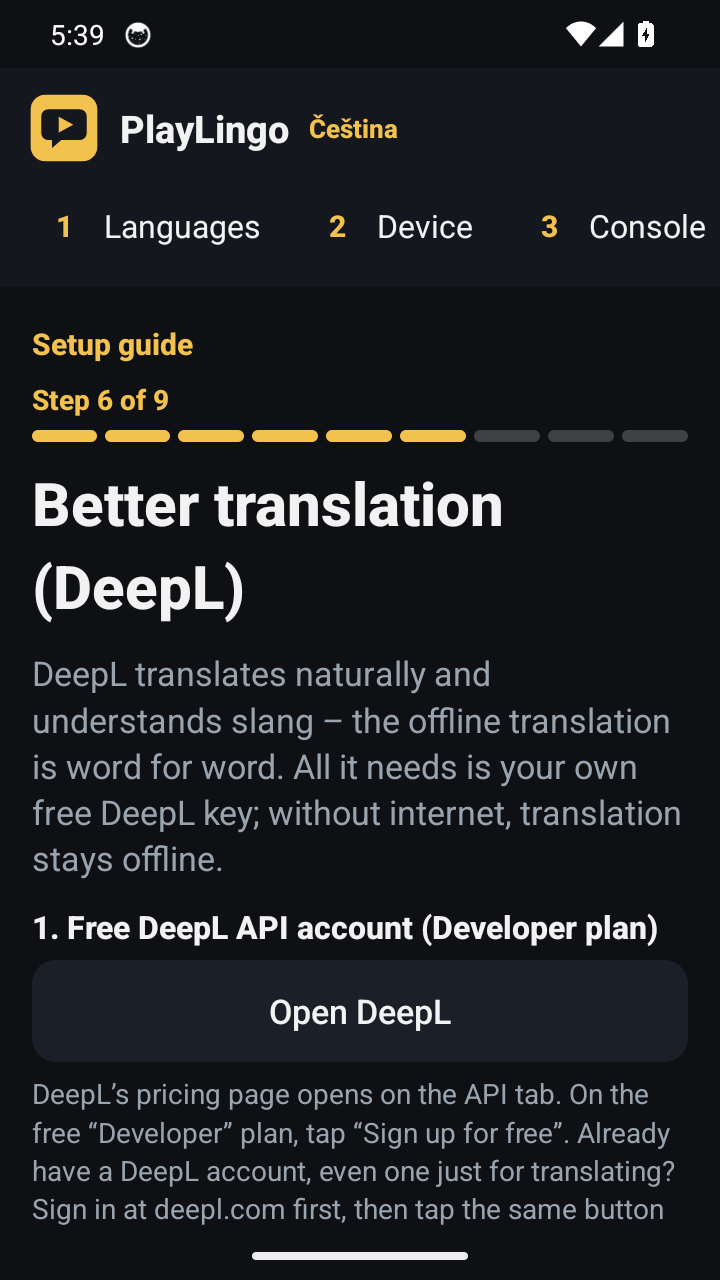 5:39
PlayLingo Čeština
1 Languages 2 Device 3 Console
Setup guide
Step 6 of 9
Better translation
(DeepL)
DeepL translates naturally and
understands slang – the offline translation
is word for word. All it needs is your own
free DeepL key; without internet, translation
stays offline.
1. Free DeepL API account (Developer plan)
Open DeepL
DeepL’s pricing page opens on the API tab. On the
free “Developer” plan, tap “Sign up for free”. Already
have a DeepL account, even one just for translating?
Sign in at deepl.com first, then tap the same button